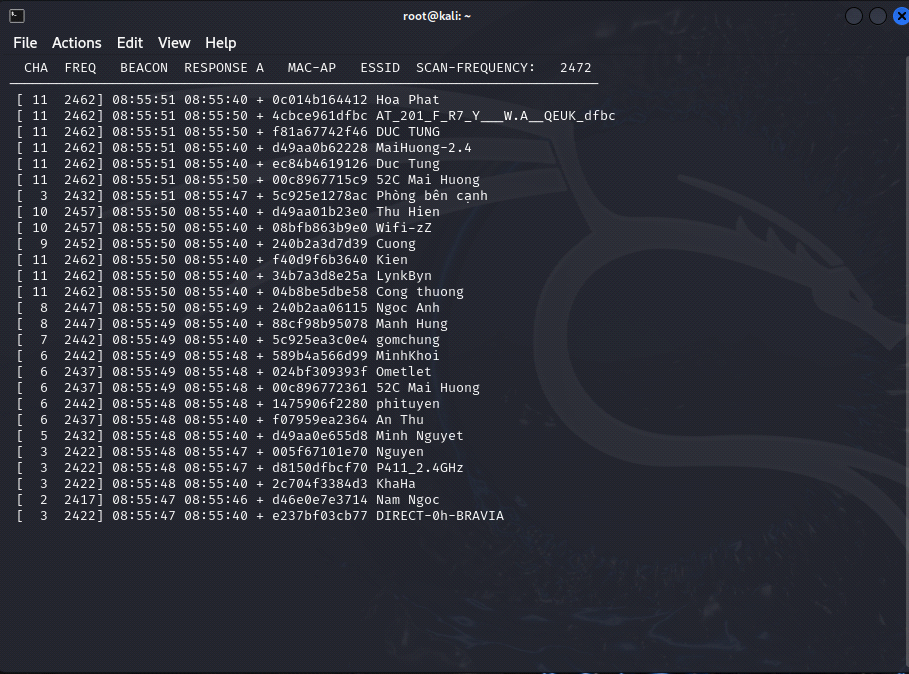 root@kali: ~
File Actions Edit View Help
CHA FREQ BEACON RESPONSE A MAC-AP ESSID SCAN-FREQUENCY: 2472
[ 11 2462] 08:55:51 08:55:40 + 0c014b164412 Hoa Phat
[ 11 2462] 08:55:51 08:55:50 + 4cbce961dfbc AT_201_F_R7_Y___W.A__QEUK_dfbc
[ 11 2462] 08:55:51 08:55:50 + f81a67742f46 DUC TUNG
[ 11 2462] 08:55:51 08:55:40 + d49aa0b62228 MaiHuong-2.4
[ 11 2462] 08:55:51 08:55:40 + ec84b4619126 Duc Tung
[ 11 2462] 08:55:51 08:55:50 + 00c8967715c9 52C Mai Huong
[ 3 2432] 08:55:51 08:55:47 + 5c925e1278ac Phòng bên cạnh
[ 10 2457] 08:55:50 08:55:40 + d49aa01b23e0 Thu Hien
[ 10 2457] 08:55:50 08:55:40 + 08bfb863b9e0 Wifi-zZ
[ 9 2452] 08:55:50 08:55:40 + 240b2a3d7d39 Cuong
[ 11 2462] 08:55:50 08:55:40 + f40d9f6b3640 Kien
[ 11 2462] 08:55:50 08:55:40 + 34b7a3d8e25a LynkByn
[ 11 2462] 08:55:50 08:55:40 + 04b8be5dbe58 Cong thuong
[ 8 2447] 08:55:50 08:55:49 + 240b2aa06115 Ngoc Anh
[ 8 2447] 08:55:49 08:55:40 + 88cf98b95078 Manh Hung
[ 7 2442] 08:55:49 08:55:40 + 5c925ea3c0e4 gomchung
[ 6 2442] 08:55:49 08:55:48 + 589b4a566d99 MinhKhoi
[ 6 2437] 08:55:49 08:55:48 + 024bf309393f Ometlet
[ 6 2437] 08:55:49 08:55:48 + 00c896772361 52C Mai Huong
[ 6 2442] 08:55:48 08:55:48 + 1475906f2280 phituyen
[ 6 2437] 08:55:48 08:55:40 + f07959ea2364 An Thu
[ 5 2432] 08:55:48 08:55:40 + d49aa0e655d8 Minh Nguyet
[ 3 2422] 08:55:48 08:55:47 + 005f67101e70 Nguyen
[ 3 2422] 08:55:48 08:55:47 + d8150dfbcf70 P411_2.4GHz
[ 3 2422] 08:55:48 08:55:40 + 2c704f3384d3 KhaHa
[ 2 2417] 08:55:47 08:55:46 + d46e0e7e3714 Nam Ngoc
[ 3 2422] 08:55:47 08:55:40 + e237bf03cb77 DIRECT-0h-BRAVIA